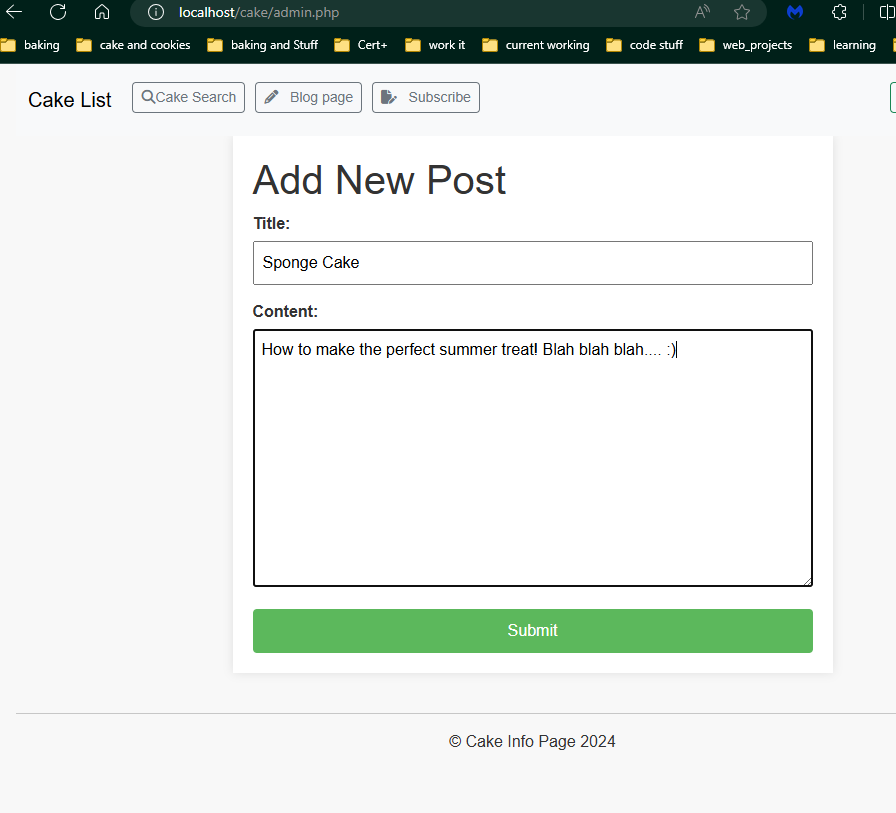 localhost/cake/admin.php
baking cake and cookies baking and Stuff Cert+ work it current working code stuff web_projects learning
Cake List Cake Search Blog page Subscribe
Add New Post
Title:
Sponge Cake
Content:
How to make the perfect summer treat! Blah blah blah.... :)
Submit
© Cake Info Page 2024